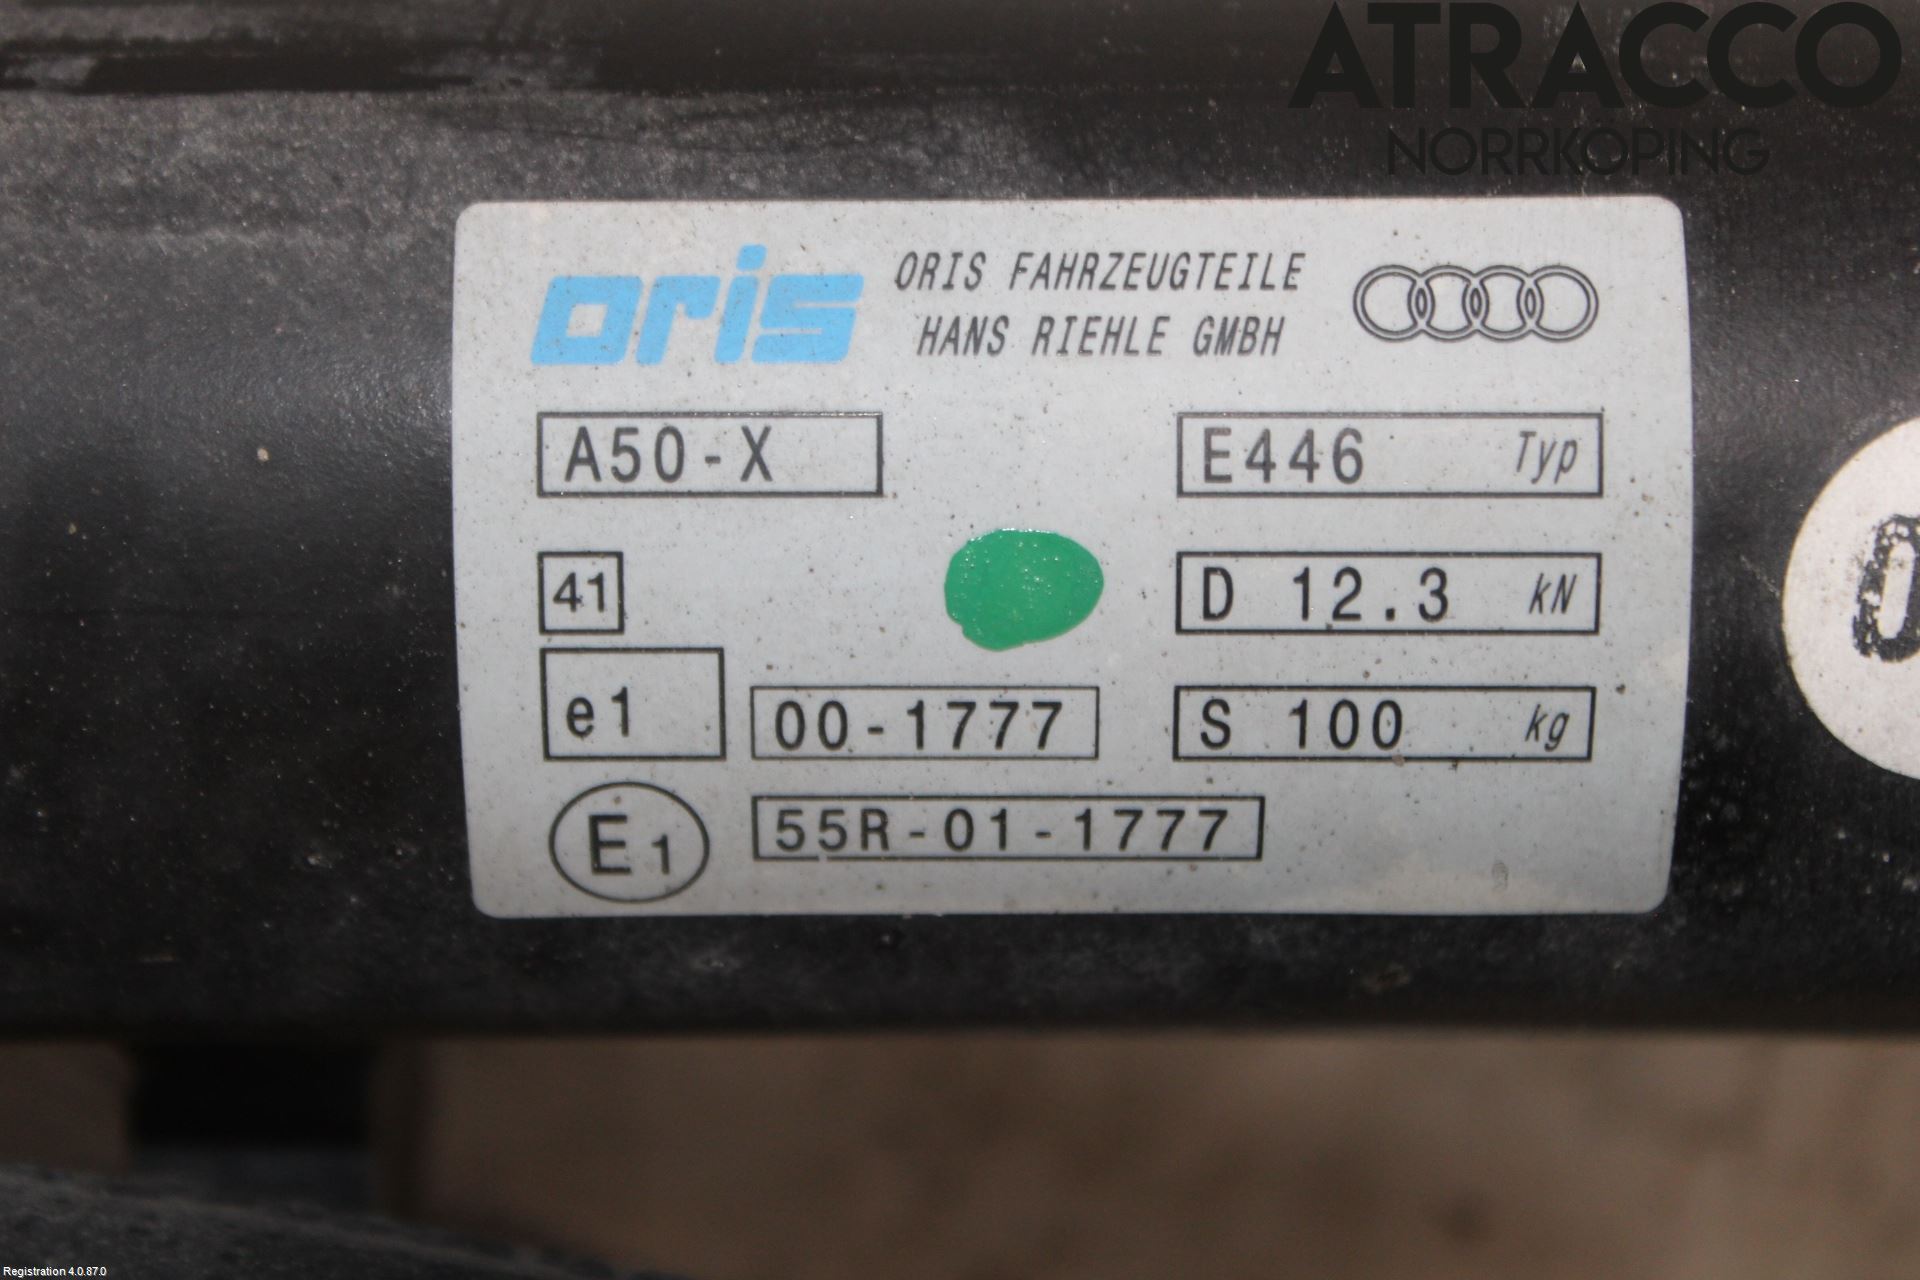 ATRACCO
NORRKÖPING
oris
ORIS FAHRZEUGTEILE
HANS RIEHLE GMBH
A50-X
E446 Typ
41
D 12.3 kN
e1
00-1777
S 100 kg
E1
55R-01-1777
Registration 4.0.87.0